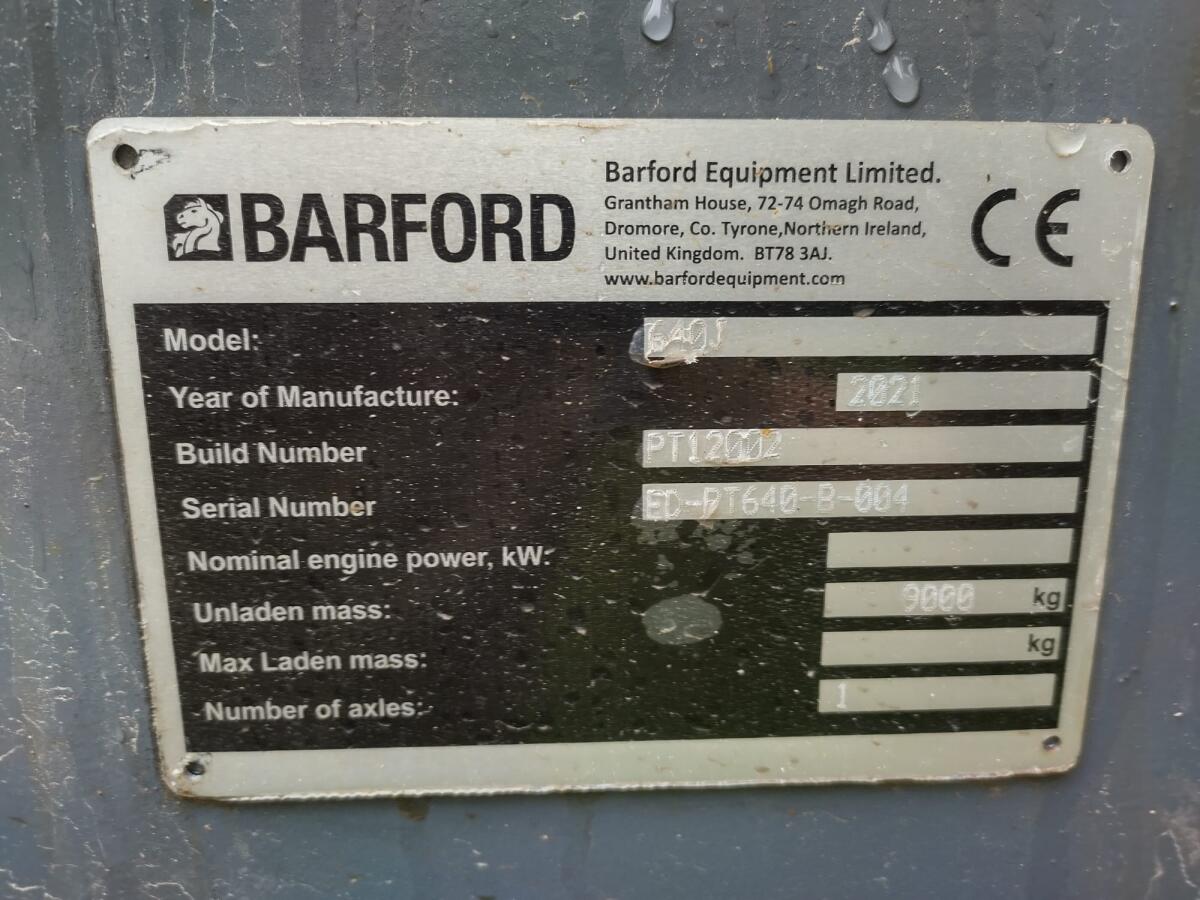 BARFORD
Barford Equipment Limited.
Grantham House, 72-74 Omagh Road,
Dromore, Co. Tyrone,Northern Ireland,
United Kingdom. BT78 3AJ.
www.barfordequipment.com
CE
Model: 640J
Year of Manufacture: 2021
Build Number PT12002
Serial Number ED-PT640-B-004
Nominal engine power, kW:
Unladen mass: 9000 kg
Max Laden mass: kg
Number of axles: 1